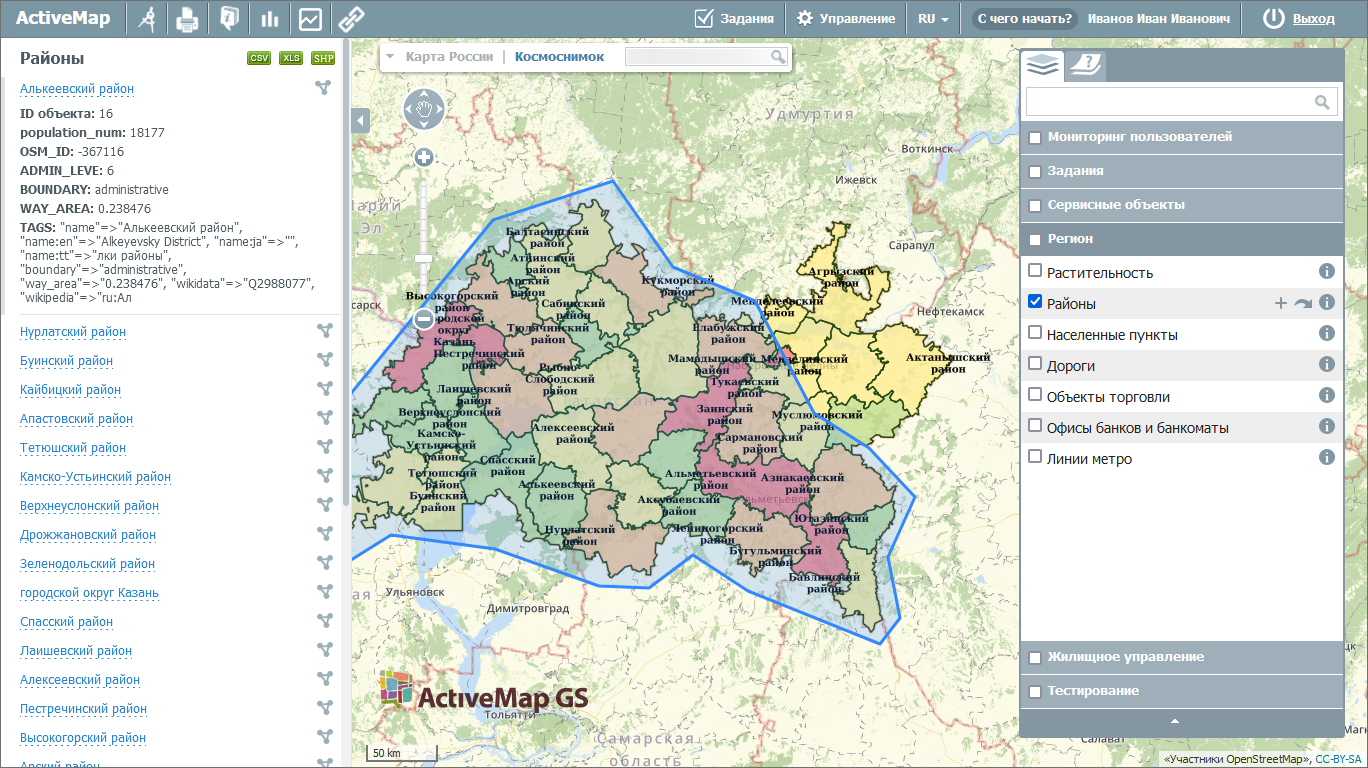 ActiveMap
Задания
Управление
RU
С чего начать?
Иванов Иван Иванович
Выход
Районы
CSV
XLS
SHP
Алькеевский район
ID объекта: 16
population_num: 18177
OSM_ID: -367116
ADMIN_LEVE: 6
BOUNDARY: administrative
WAY_AREA: 0.238476
TAGS: "name"=>"Алькеевский район",
"name:en"=>"Alkeyevsky District", "name:ja"=>"",
"name:tt"=>"лки районы",
"boundary"=>"administrative",
"way_area"=>"0.238476", "wikidata"=>"Q2988077",
"wikipedia"=>"ru:Ал
Нурлатский район
Буинский район
Кайбицкий район
Апастовский район
Тетюшский район
Камско-Устьинский район
Верхнеуслонский район
Дрожжановский район
Зеленодольский район
городской округ Казань
Спасский район
Лаишевский район
Алексеевский район
Пестречинский район
Высокогорский район
Арский район
Карта России | Космоснимок
Удмуртия
Воткинск
Ижевск
Сарапул
Нефтекамск
Балтасинский
район
Атнинский
район
Арский
район
Кукморский
район
Агрызский
район
Высокогорский
район
Сабинский
район
Менделеевский
район
округ
Казань
Тюлячинский
район
Елабужский
район
Пестречинский
район
Мамадышский
район
Мензелинский
район
Актанышский
район
Рыбно-
Слободский
район
Тукаевский
район
Лаишевский
район
Верхнеуслонский
район
Заинский
район
Муслюмовский
район
Алексеевский
район
Камско-
Устьинский
район
Сармановский
район
Спасский
район
Тетюшский
район
Альметьевский
район
Азнакаевский
район
Алькеевский
район
Буинский
район
Аксубаевский
район
Ютазинский
район
Нурлатский
район
Лениногорский
район
Бугульминский
район
Бавлинский
район
Ульяновск
Димитровград
ActiveMap GS
Тольятти
Самарская
область
Салават
50 km
Мониторинг пользователей
Задания
Сервисные объекты
Регион
Растительность
Районы
Населенные пункты
Дороги
Объекты торговли
Офисы банков и банкоматы
Линии метро
Жилищное управление
Тестирование
«Участники OpenStreetMap», CC-BY-SA